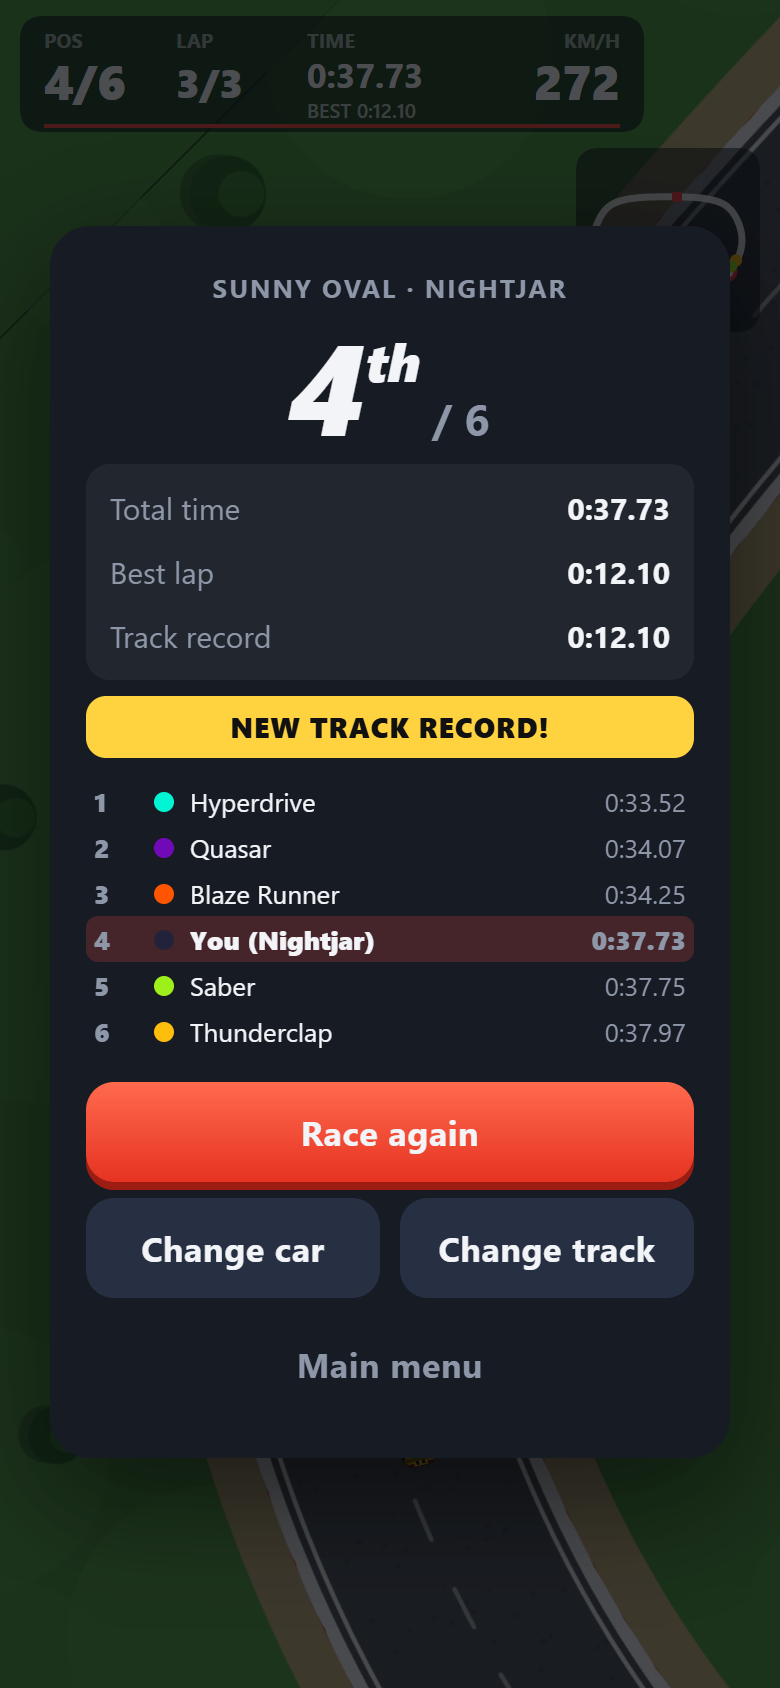 POS LAP TIME KM/H
4/6 3/3 0:37.73 272
BEST 0:12.10
SUNNY OVAL · NIGHTJAR
4th / 6
Total time 0:37.73
Best lap 0:12.10
Track record 0:12.10
NEW TRACK RECORD!
1 Hyperdrive 0:33.52
2 Quasar 0:34.07
3 Blaze Runner 0:34.25
4 You (Nightjar) 0:37.73
5 Saber 0:37.75
6 Thunderclap 0:37.97
Race again
Change car Change track
Main menu